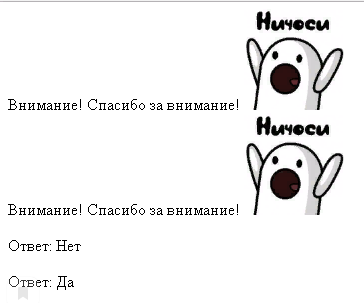 Ничоси
Внимание! Спасибо за внимание!
Ничоси
Внимание! Спасибо за внимание!
Ответ: Нет
Ответ: Да